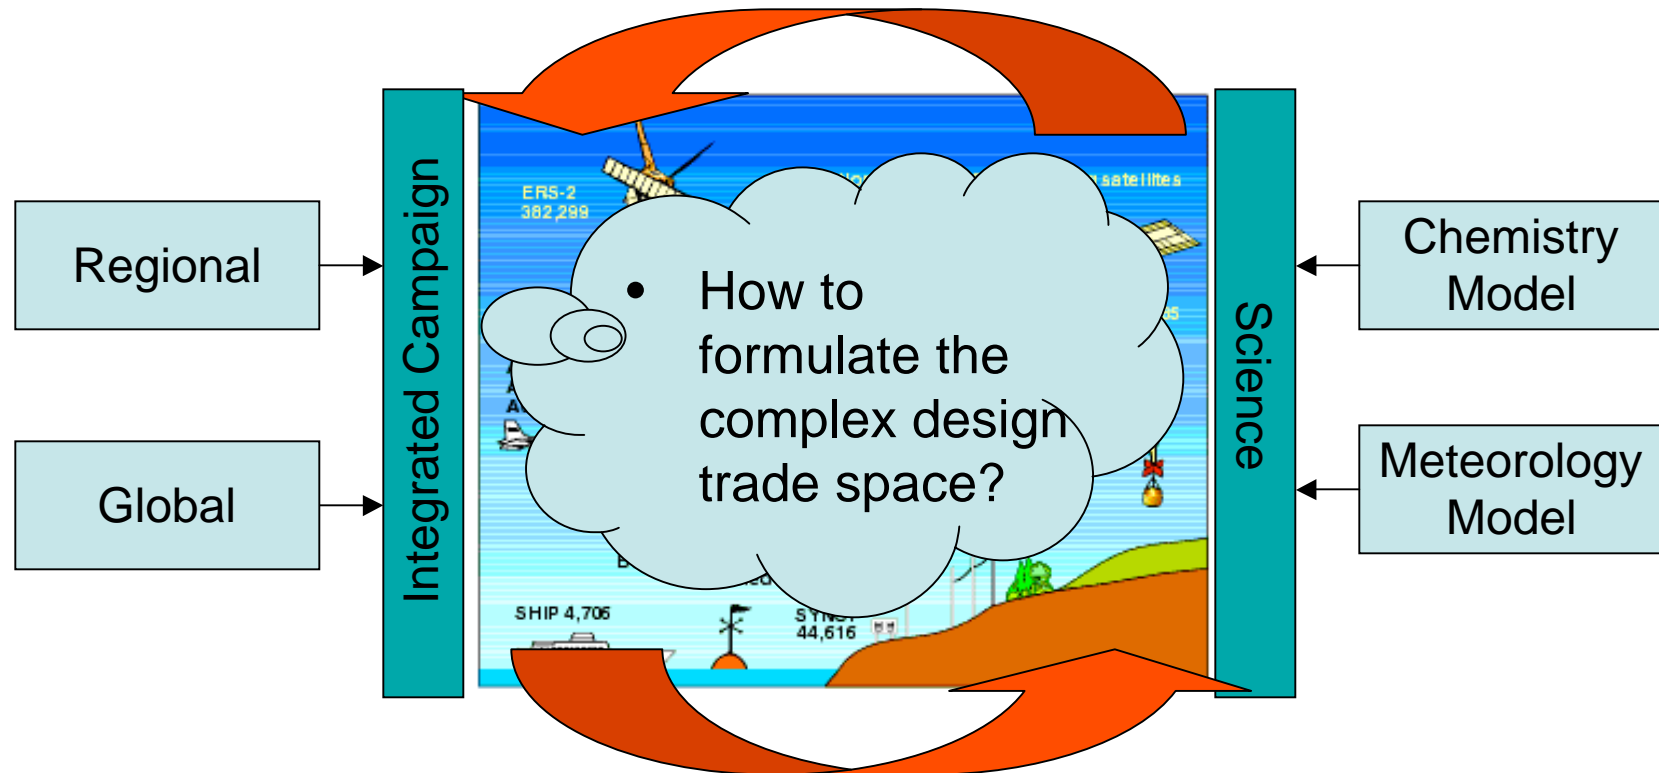 Regional
Global
Integrated Campaign
ERS-2
382,299
satellites
How to
formulate the
complex design
trade space?
SHIP 4,706
44,616
Science
Chemistry
Model
Meteorology
Model